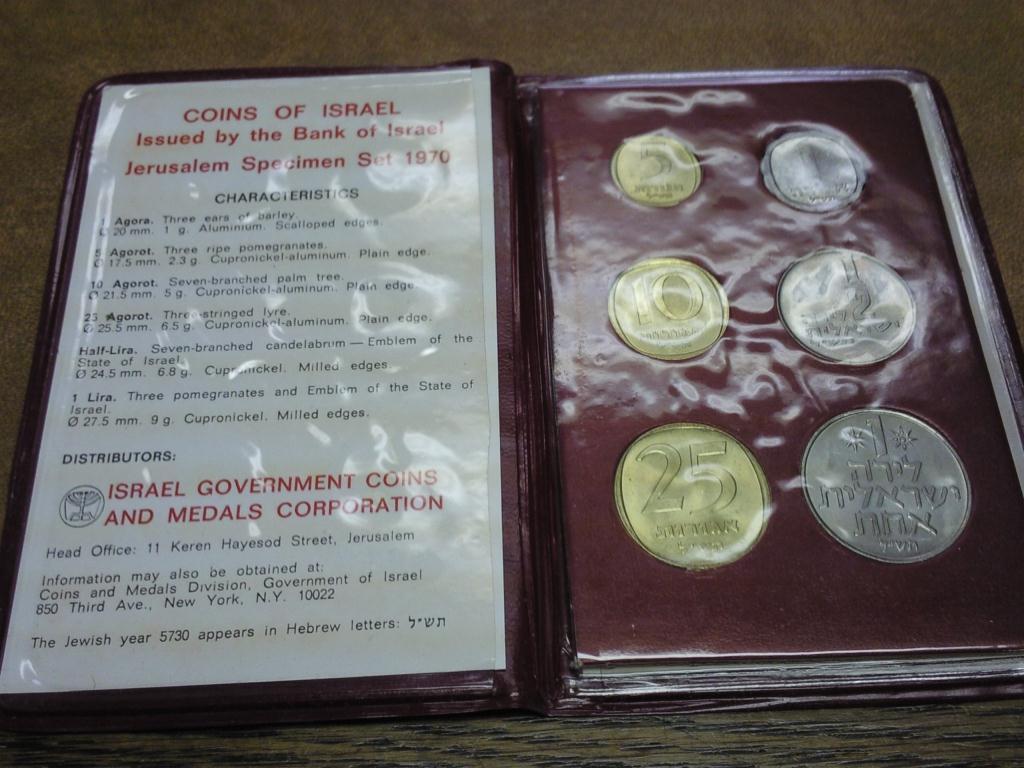 COINS OF ISRAEL
Issued by the Bank of Israel
Jerusalem Specimen Set 1970
CHARACTERISTICS
1 Agora. Three ears of barley.
Ø 20 mm. 1 g. Aluminium. Scalloped edges.
5 Agorot. Three ripe pomegranates.
Ø 17.5 mm. 2.3 g. Cupronickel-aluminum. Plain edge.
10 Agorot. Seven-branched palm tree.
Ø 21.5 mm. 5 g. Cupronickel-aluminum. Plain edge
25 Agorot. Three-stringed lyre.
Ø 25.5 mm. 6.5 g. Cupronickel-aluminum. Plain edge.
Half-Lira. Seven-branched candelabrum — Emblem of the
State of Israel.
Ø 24.5 mm. 6.8 g. Cupronickel. Milled edges.
1 Lira. Three pomegranates and Emblem of the State of
Israel.
Ø 27.5 mm. 9 g. Cupronickel. Milled edges.
DISTRIBUTORS:
ISRAEL GOVERNMENT COINS
AND MEDALS CORPORATION
Head Office: 11 Keren Hayesod Street, Jerusalem
Information may also be obtained at:
Coins and Medals Division, Government of Israel
850 Third Ave., New York, N.Y. 10022
The Jewish year 5730 appears in Hebrew letters: תש"ל
5
1
10
25
אגורות
תש"ל
1
לירה
ישראלית
אחת
תש"ל